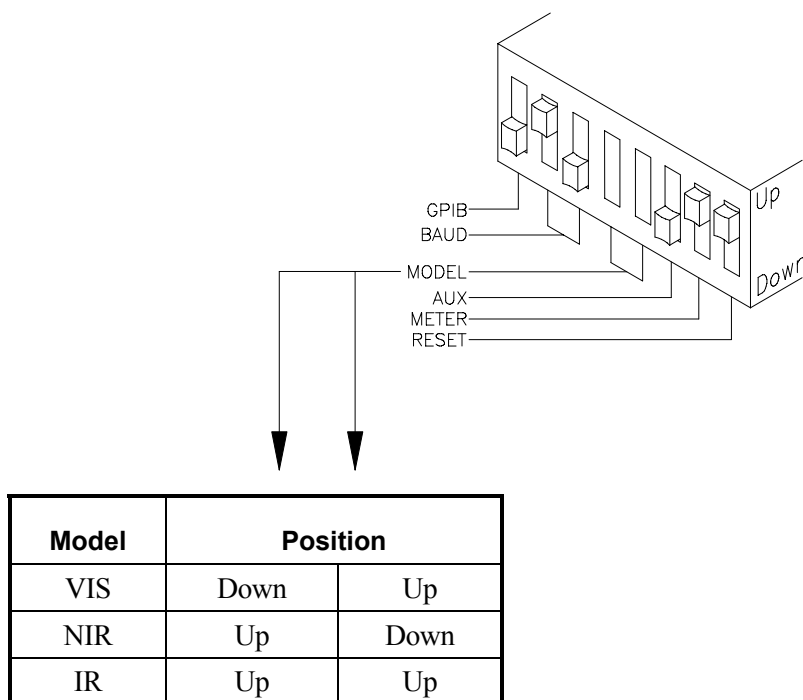 Up
Down
GPIB
BAUD
MODEL
AUX
METER
RESET
Model Position
VIS Down Up
NIR Up Down
IR Up Up